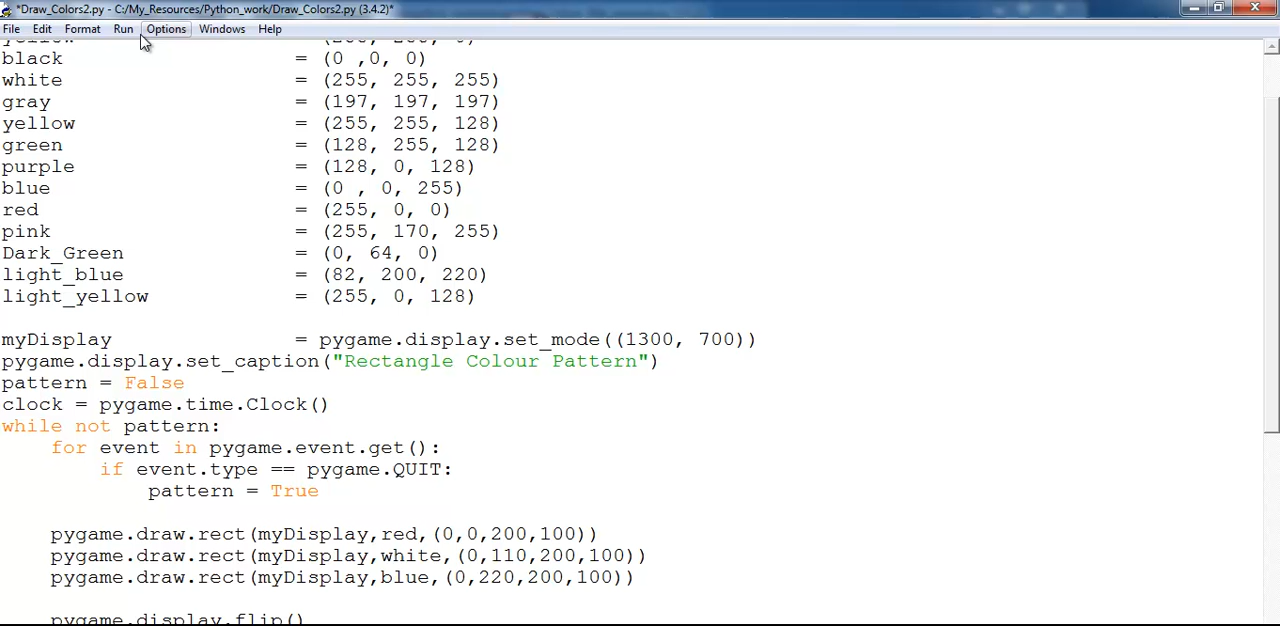 *Draw_Colors2.py - C:/My_Resources/Python_work/Draw_Colors2.py (3.4.2)*
File Edit Format Run Options Windows Help
black = (0 ,0, 0)
white = (255, 255, 255)
gray = (197, 197, 197)
yellow = (255, 255, 128)
green = (128, 255, 128)
purple = (128, 0, 128)
blue = (0 , 0, 255)
red = (255, 0, 0)
pink = (255, 170, 255)
Dark_Green = (0, 64, 0)
light_blue = (82, 200, 220)
light_yellow = (255, 0, 128)
myDisplay = pygame.display.set_mode((1300, 700))
pygame.display.set_caption("Rectangle Colour Pattern")
pattern = False
clock = pygame.time.Clock()
while not pattern:
for event in pygame.event.get():
if event.type == pygame.QUIT:
pattern = True
pygame.draw.rect(myDisplay,red,(0,0,200,100))
pygame.draw.rect(myDisplay,white,(0,110,200,100))
pygame.draw.rect(myDisplay,blue,(0,220,200,100))
pygame.display.flip()